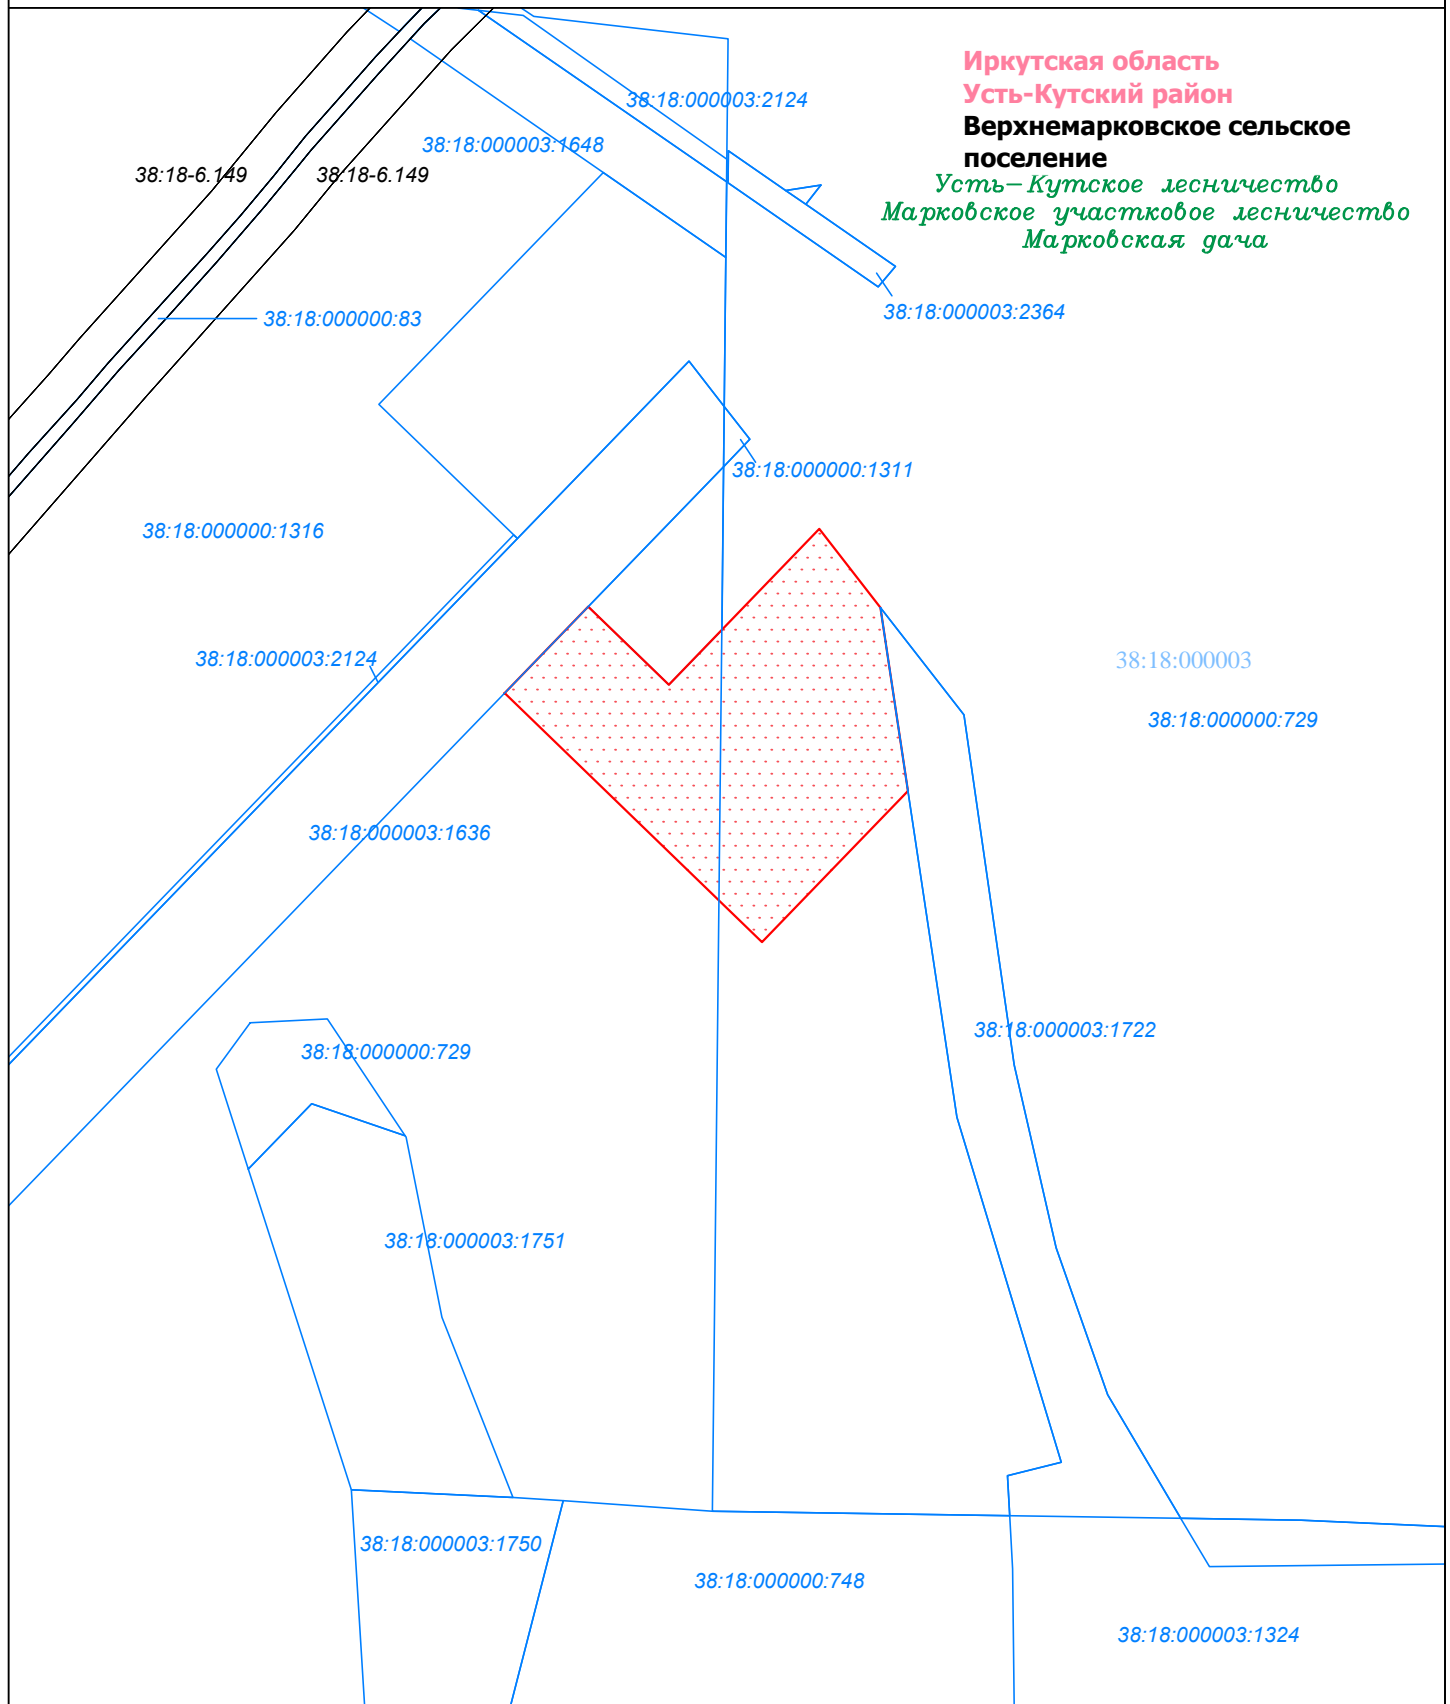 Иркутская область
Усть-Кутский район
Верхнемарковское сельское
поселение
Усть-Кутское лесничество
Марковское участковое лесничество
Марковская дача
38:18:000003:2124
38:18:000003:1648
38:18-6.149
38:18-6.149
38:18:000003:2364
38:18:000000:83
38:18:000000:1311
38:18:000000:1316
38:18:000003:2124
38:18:000003
38:18:000000:729
38:18:000003:1636
38:18:000003:1722
38:18:000000:729
38:18:000003:1751
38:18:000003:1750
38:18:000000:748
38:18:000003:1324